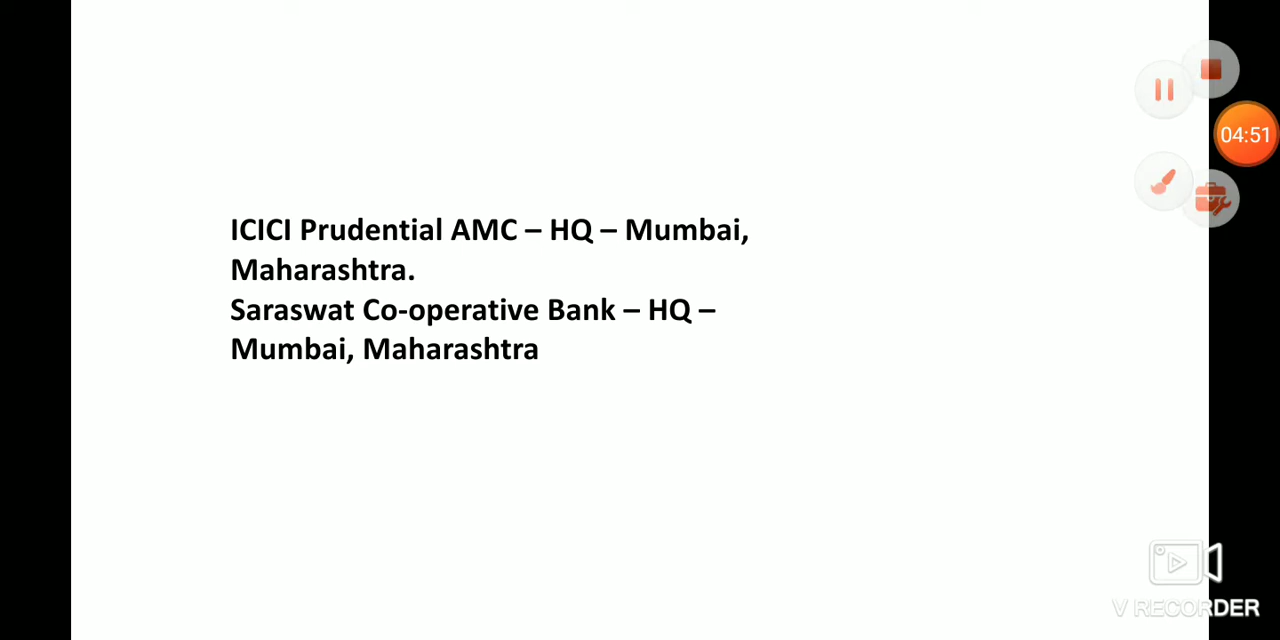 ICICI Prudential AMC – HQ – Mumbai,
Maharashtra.
Saraswat Co-operative Bank – HQ –
Mumbai, Maharashtra
04:51
V RECORDER